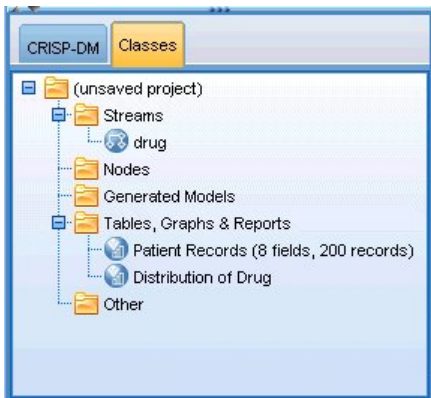 CRISP-DM Classes
(unsaved project)
Streams
drug
Nodes
Generated Models
Tables, Graphs & Reports
Patient Records (8 fields, 200 records)
Distribution of Drug
Other